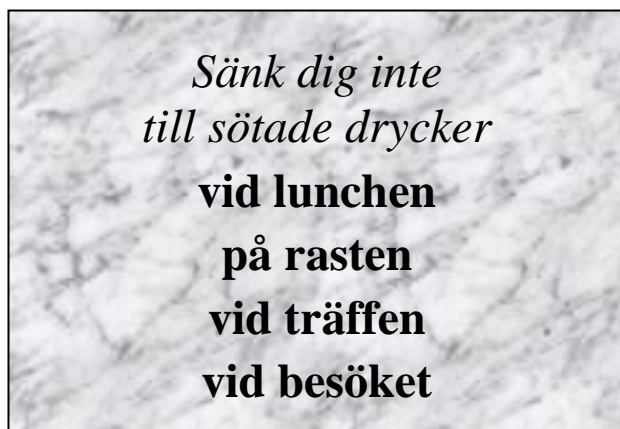 Sänk dig inte
till sötade drycker
vid lunchen
på rasten
vid träffen
vid besöket